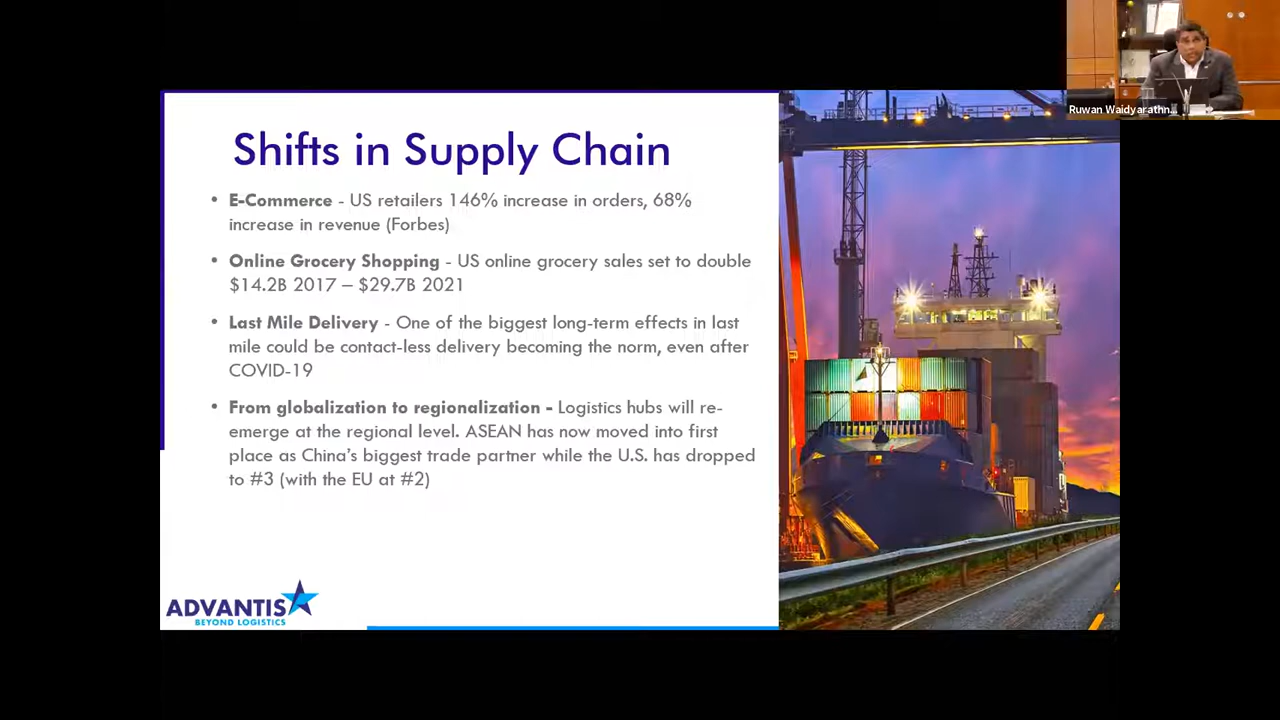 Ruwan Waidyarathn...
Shifts in Supply Chain
• E-Commerce - US retailers 146% increase in orders, 68%
increase in revenue (Forbes)
• Online Grocery Shopping - US online grocery sales set to double
$14.2B 2017 – $29.7B 2021
• Last Mile Delivery - One of the biggest long-term effects in last
mile could be contact-less delivery becoming the norm, even after
COVID-19
• From globalization to regionalization - Logistics hubs will re-
emerge at the regional level. ASEAN has now moved into first
place as China's biggest trade partner while the U.S. has dropped
to #3 (with the EU at #2)
ADVANTIS
BEYOND LOGISTICS